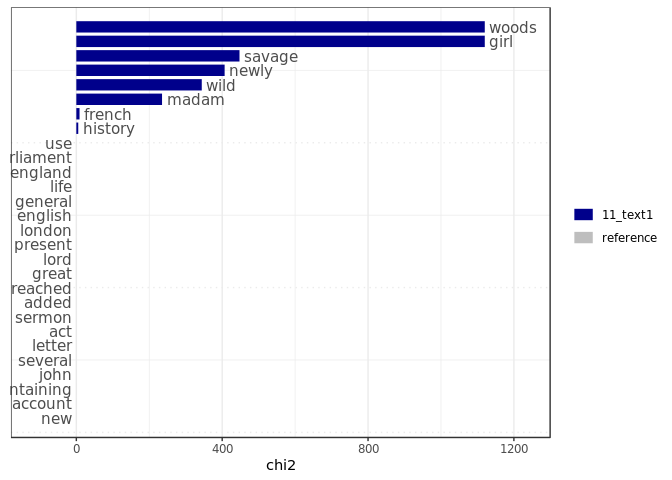 woods
girl
savage
newly
wild
madam
french
history
use
rliament
england
life
general
english
london
present
lord
great
reached
added
sermon
act
letter
several
john
ntaining
account
new
0 400 800 1200
chi2
11_text1
reference